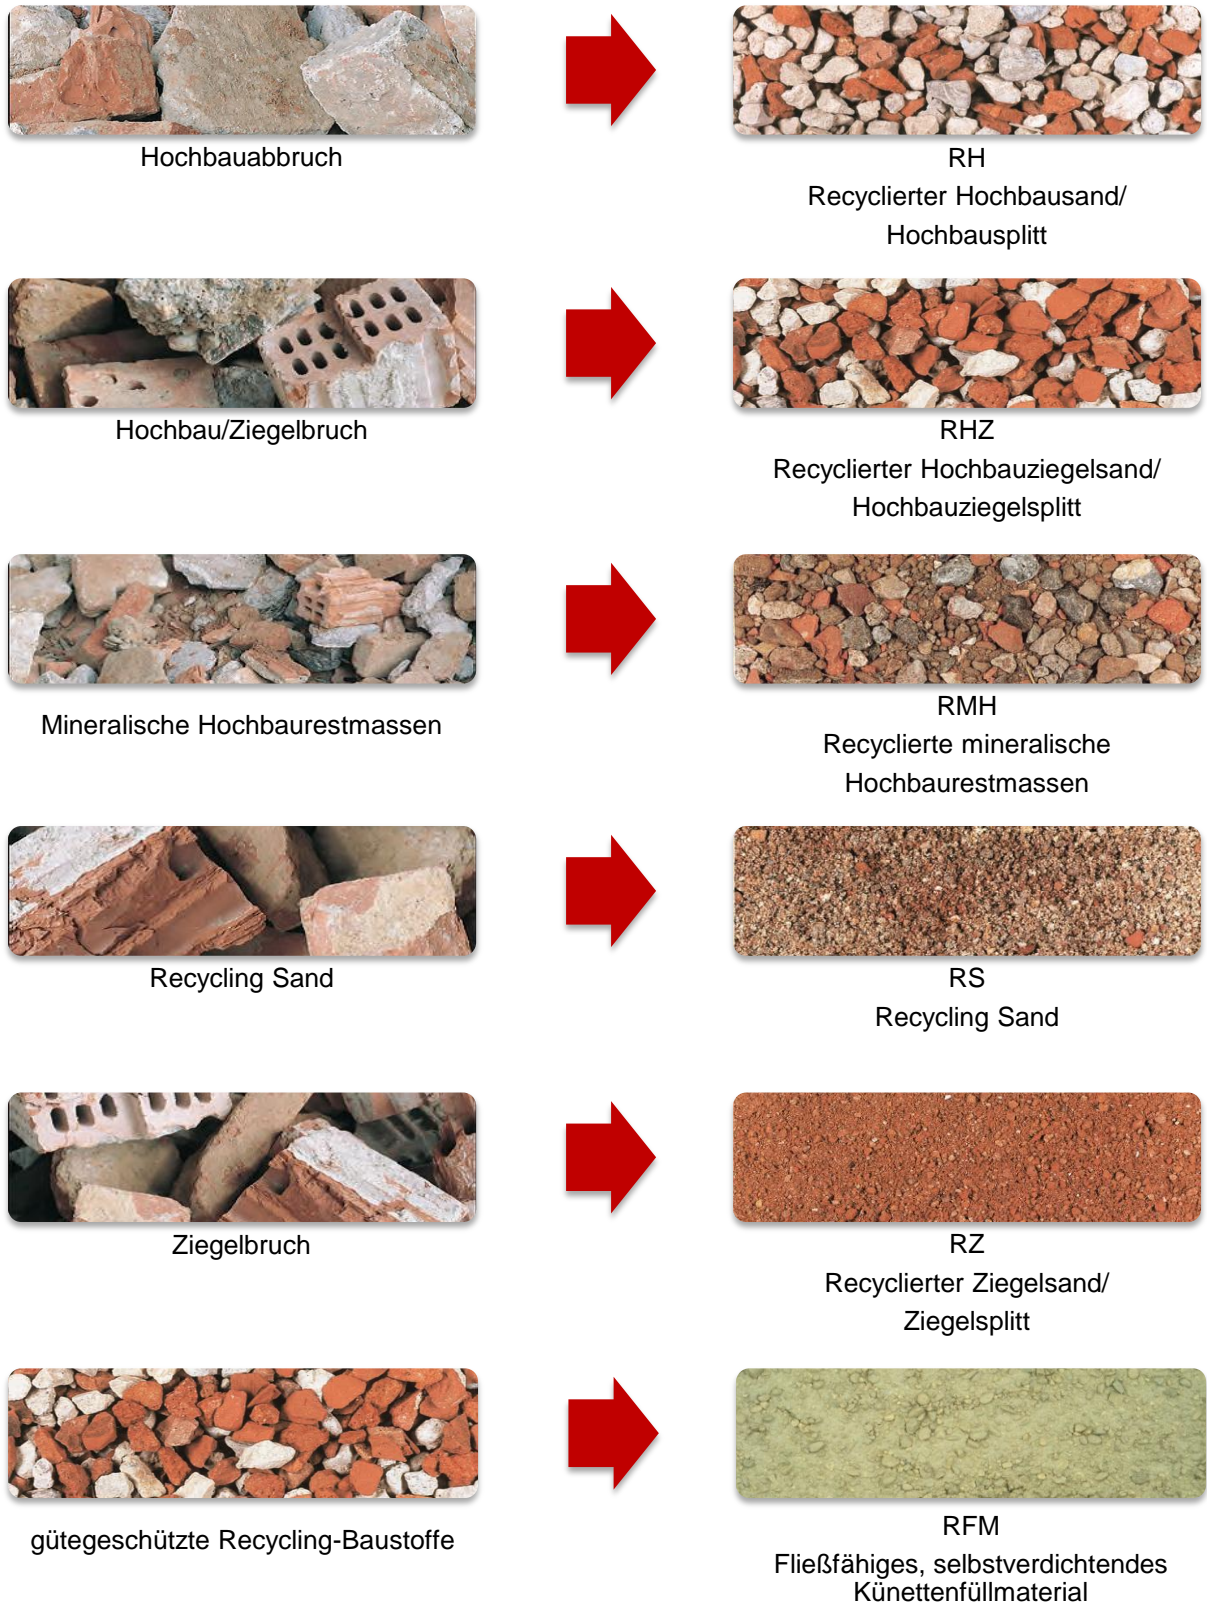 Hochbauabbruch
RH
Recyclierter Hochbausand/
Hochbausplitt
Hochbau/Ziegelbruch
RHZ
Recyclierter Hochbauziegelsand/
Hochbauziegelsplitt
Mineralische Hochbaurestmassen
RMH
Recyclierte mineralische
Hochbaurestmassen
Recycling Sand
RS
Recycling Sand
Ziegelbruch
RZ
Recyclierter Ziegelsand/
Ziegelsplitt
gütegeschützte Recycling-Baustoffe
RFM
Fließfähiges, selbstverdichtendes
Künettenfüllmaterial